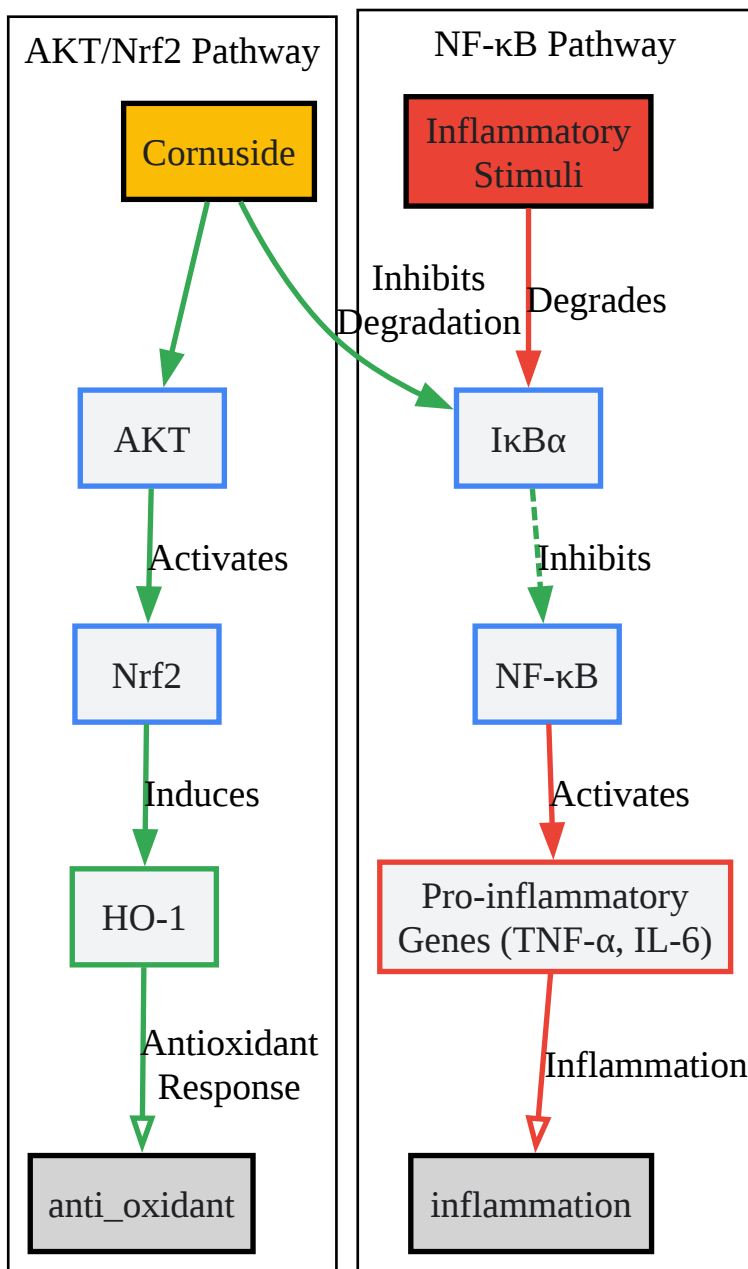 AKT/Nrf2 Pathway
NF-κB Pathway
Cornuside
Inflammatory
Stimuli
Inhibits
Degradation
Degrades
AKT
IκBα
Activates
Inhibits
Nrf2
NF-κB
Induces
Activates
HO-1
Pro-inflammatory
Genes (TNF-α, IL-6)
Antioxidant
Response
Inflammation
anti_oxidant
inflammation